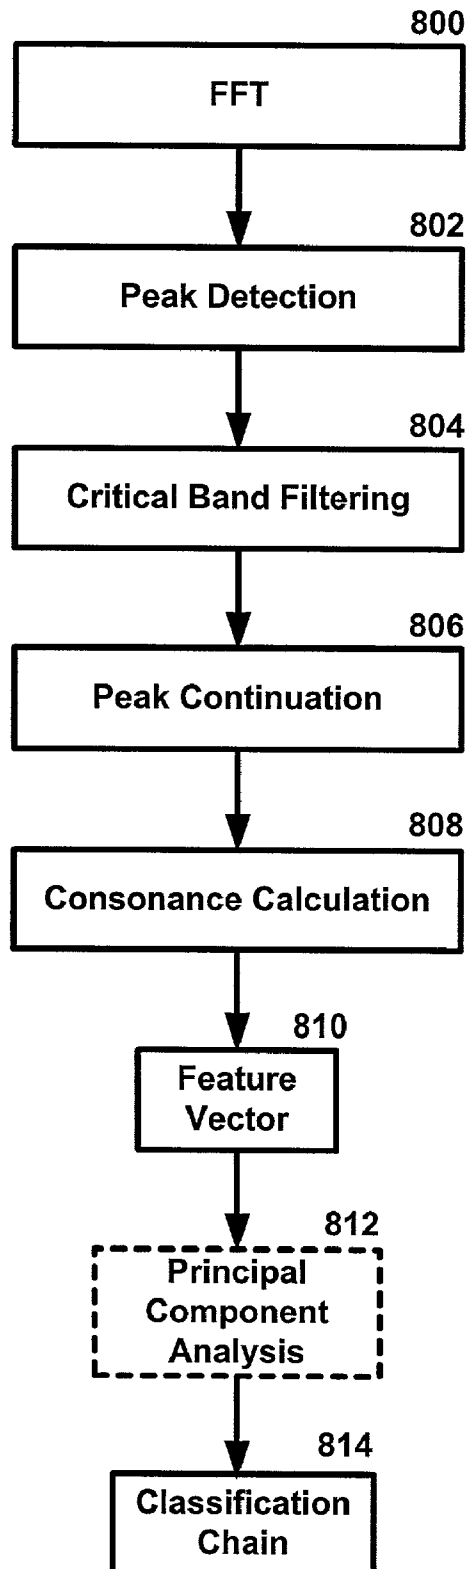 800
FFT
802
Peak Detection
804
Critical Band Filtering
806
Peak Continuation
808
Consonance Calculation
810
Feature
Vector
812
Principal
Component
Analysis
814
Classification
Chain